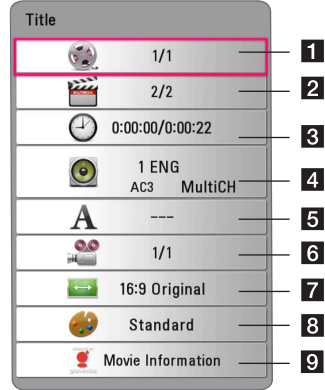 Title
1/1 1
2/2 2
0:00:00/0:00:22 3
1 ENG
AC3 MultiCH 4
A --- 5
1/1 6
16:9 Original 7
Standard 8
Movie Information 9